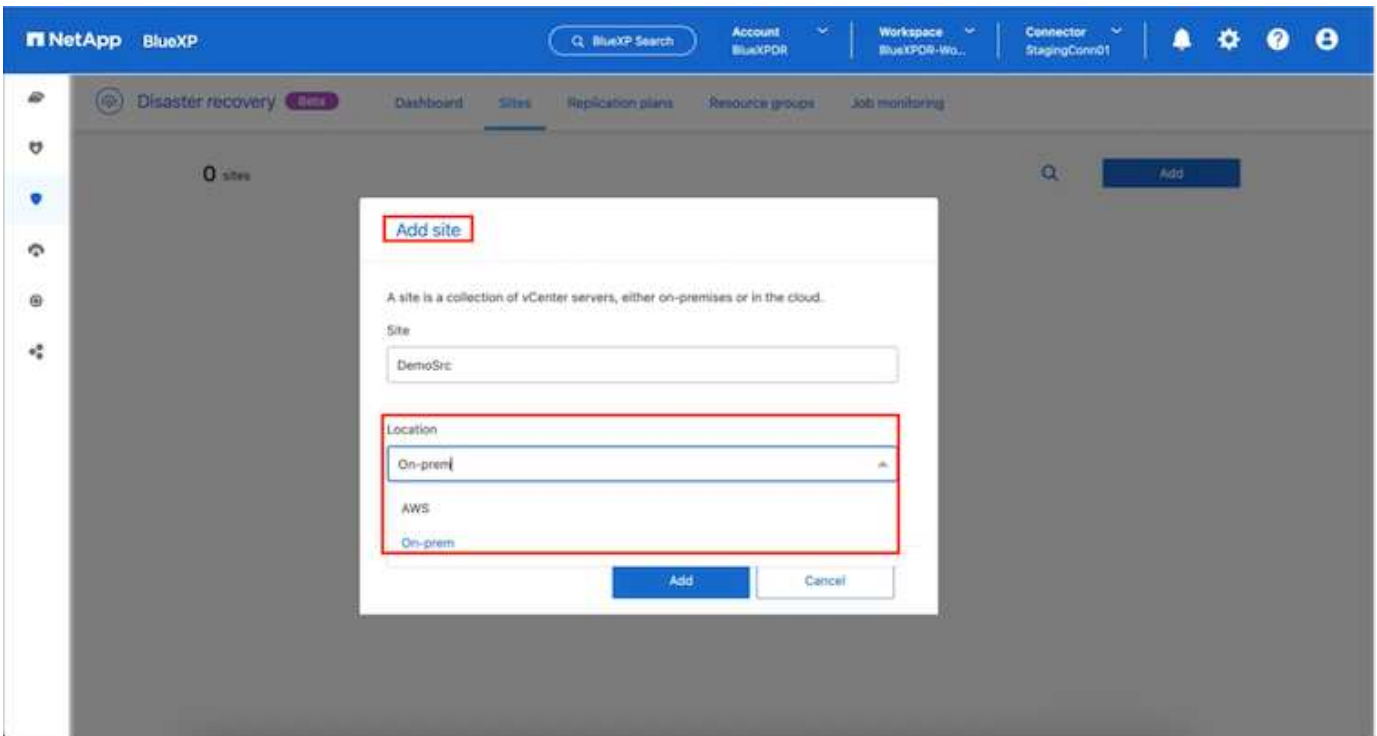 NetApp BlueXP
BlueXP Search
Account
BlueXPDR
Workspace
BlueXPDR-Wo...
Connector
StagingConn01
Disaster recovery Beta
Dashboard Sites Replication plans Resource groups Job monitoring
0 sites
Add
Add site
A site is a collection of vCenter servers, either on-premises or in the cloud.
Site
DemoSrc
Location
On-prem
AWS
On-prem
Add Cancel